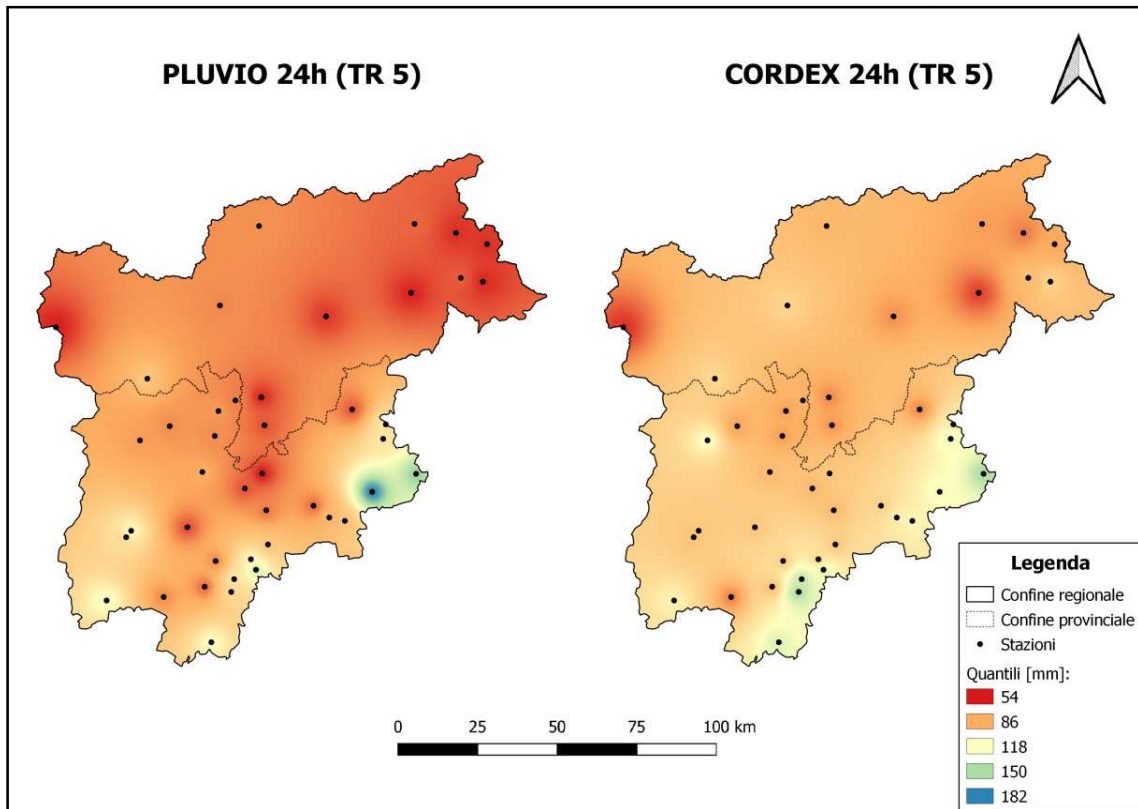 PLUVIO 24h (TR 5)
CORDEX 24h (TR 5)
Legenda
Confine regionale
Confine provinciale
Stazioni
Quantili [mm]:
54
86
118
150
182
0 25 50 75 100 km